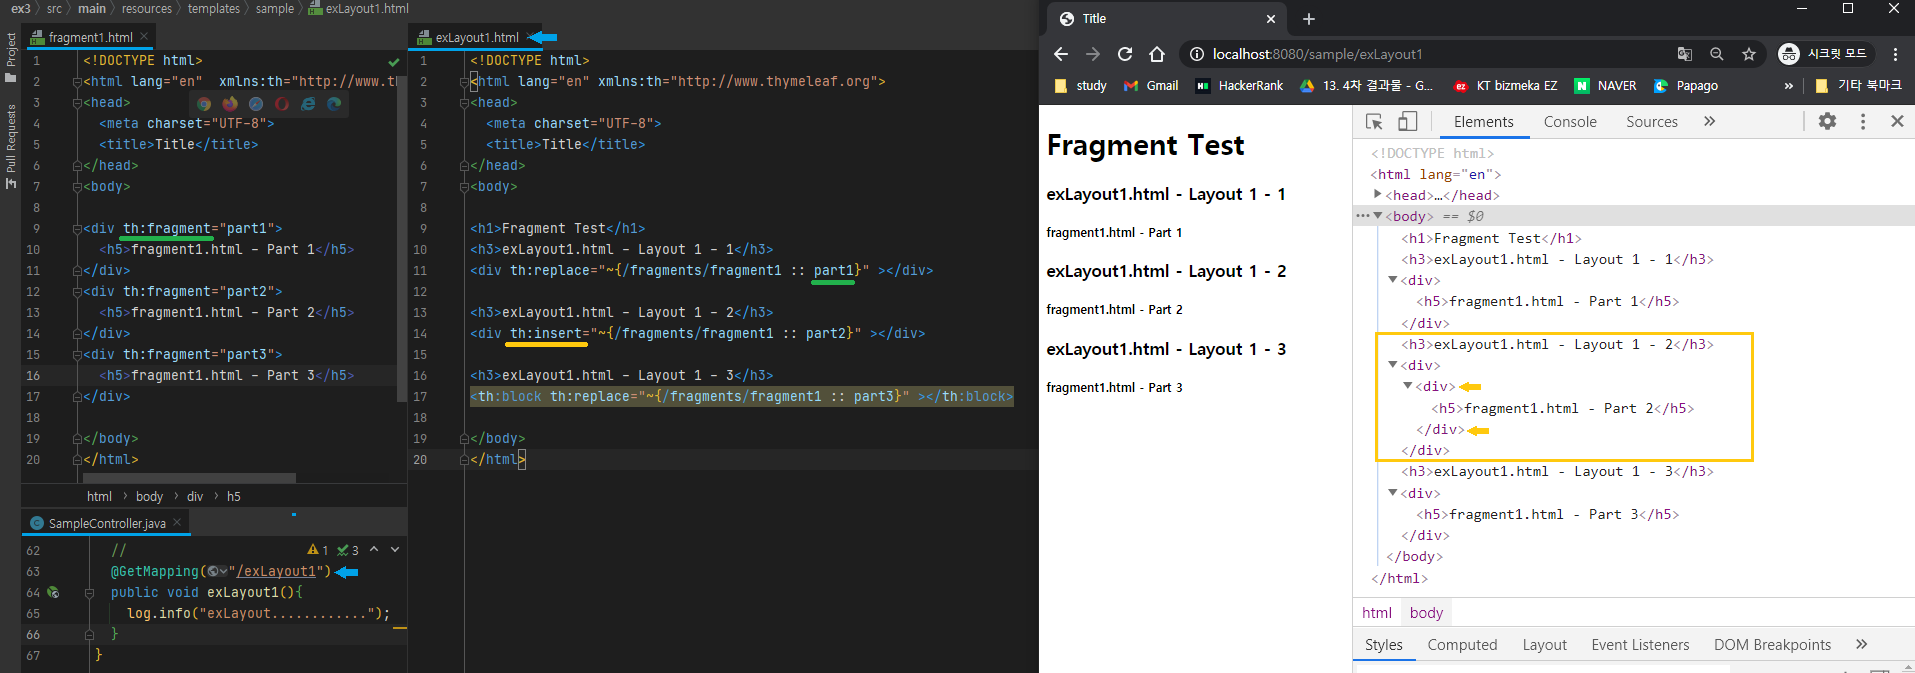 ex3 > src > main > resources > templates > sample > exLayout1.html
Project
Pull Requests
fragment1.html ×
1 <!DOCTYPE html>
2 <html lang="en"  xmlns:th="http://www.th
3 <head>
4 <meta charset="UTF-8">
5 <title>Title</title>
6 </head>
7 <body>
8
9 <div th:fragment="part1">
10 <h5>fragment1.html - Part 1</h5>
11 </div>
12 <div th:fragment="part2">
13 <h5>fragment1.html - Part 2</h5>
14 </div>
15 <div th:fragment="part3">
16 <h5>fragment1.html - Part 3</h5>
17 </div>
18
19 </body>
20 </html>
html > body > div > h5
SampleController.java ×
1 3
62 //
63 @GetMapping("/exLayout1")
64 public void exLayout1(){
65 log.info("exLayout............");
66 }
67 }
exLayout1.html
1 <!DOCTYPE html>
2 <html lang="en" xmlns:th="http://www.thymeleaf.org">
3 <head>
4 <meta charset="UTF-8">
5 <title>Title</title>
6 </head>
7 <body>
8
9 <h1>Fragment Test</h1>
10 <h3>exLayout1.html - Layout 1 - 1</h3>
11 <div th:replace="~{/fragments/fragment1 :: part1}" ></div>
12
13 <h3>exLayout1.html - Layout 1 - 2</h3>
14 <div th:insert="~{/fragments/fragment1 :: part2}" ></div>
15
16 <h3>exLayout1.html - Layout 1 - 3</h3>
17 <th:block th:replace="~{/fragments/fragment1 :: part3}" ></th:block>
18
19 </body>
20 </html>
Title
localhost:8080/sample/exLayout1
시크릿 모드
study Gmail HackerRank 13. 4차 결과물 - G... KT bizmeka EZ NAVER Papago » 기타 북마크
Fragment Test
exLayout1.html - Layout 1 - 1
fragment1.html - Part 1
exLayout1.html - Layout 1 - 2
fragment1.html - Part 2
exLayout1.html - Layout 1 - 3
fragment1.html - Part 3
Elements Console Sources »
<!DOCTYPE html>
<html lang="en">
<head>…</head>
<body> == $0
<h1>Fragment Test</h1>
<h3>exLayout1.html - Layout 1 - 1</h3>
<div>
<h5>fragment1.html - Part 1</h5>
</div>
<h3>exLayout1.html - Layout 1 - 2</h3>
<div>
<div>
<h5>fragment1.html - Part 2</h5>
</div>
</div>
<h3>exLayout1.html - Layout 1 - 3</h3>
<div>
<h5>fragment1.html - Part 3</h5>
</div>
</body>
</html>
html body
Styles Computed Layout Event Listeners DOM Breakpoints »